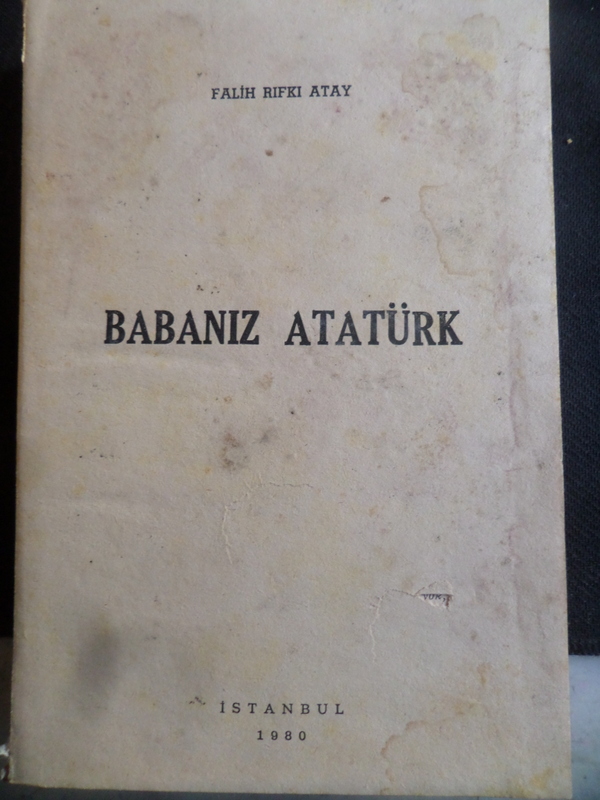 FALİH RIFKI ATAY
BABANIZ ATATÜRK
İSTANBUL
1980